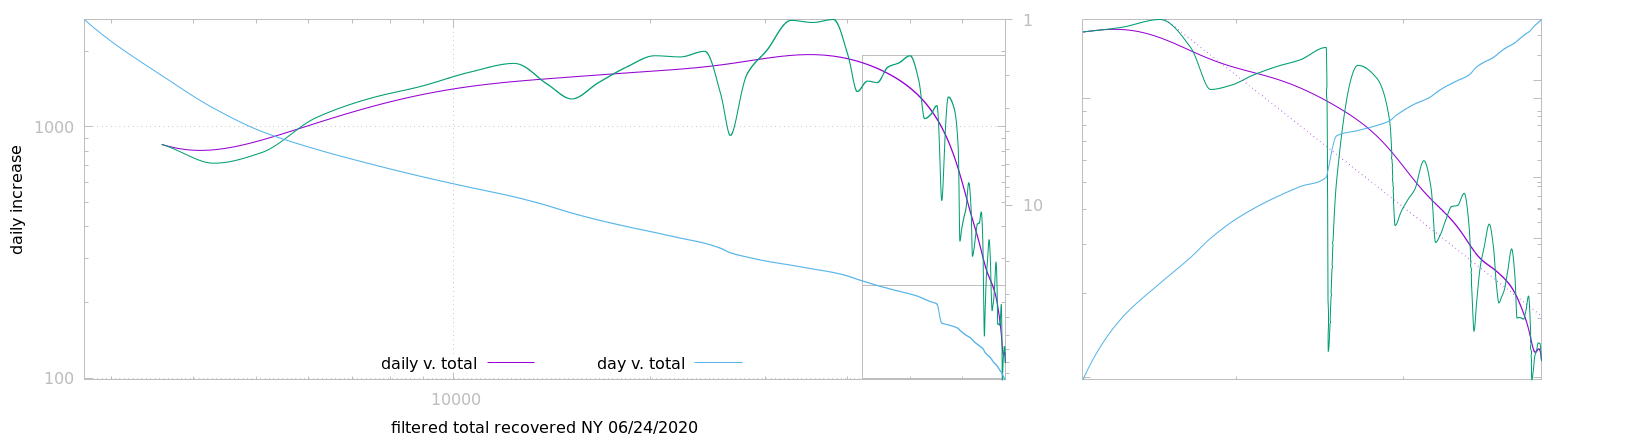 1
1000
daily increase
10
daily v. total
day v. total
100
10000
filtered total recovered NY 06/24/2020